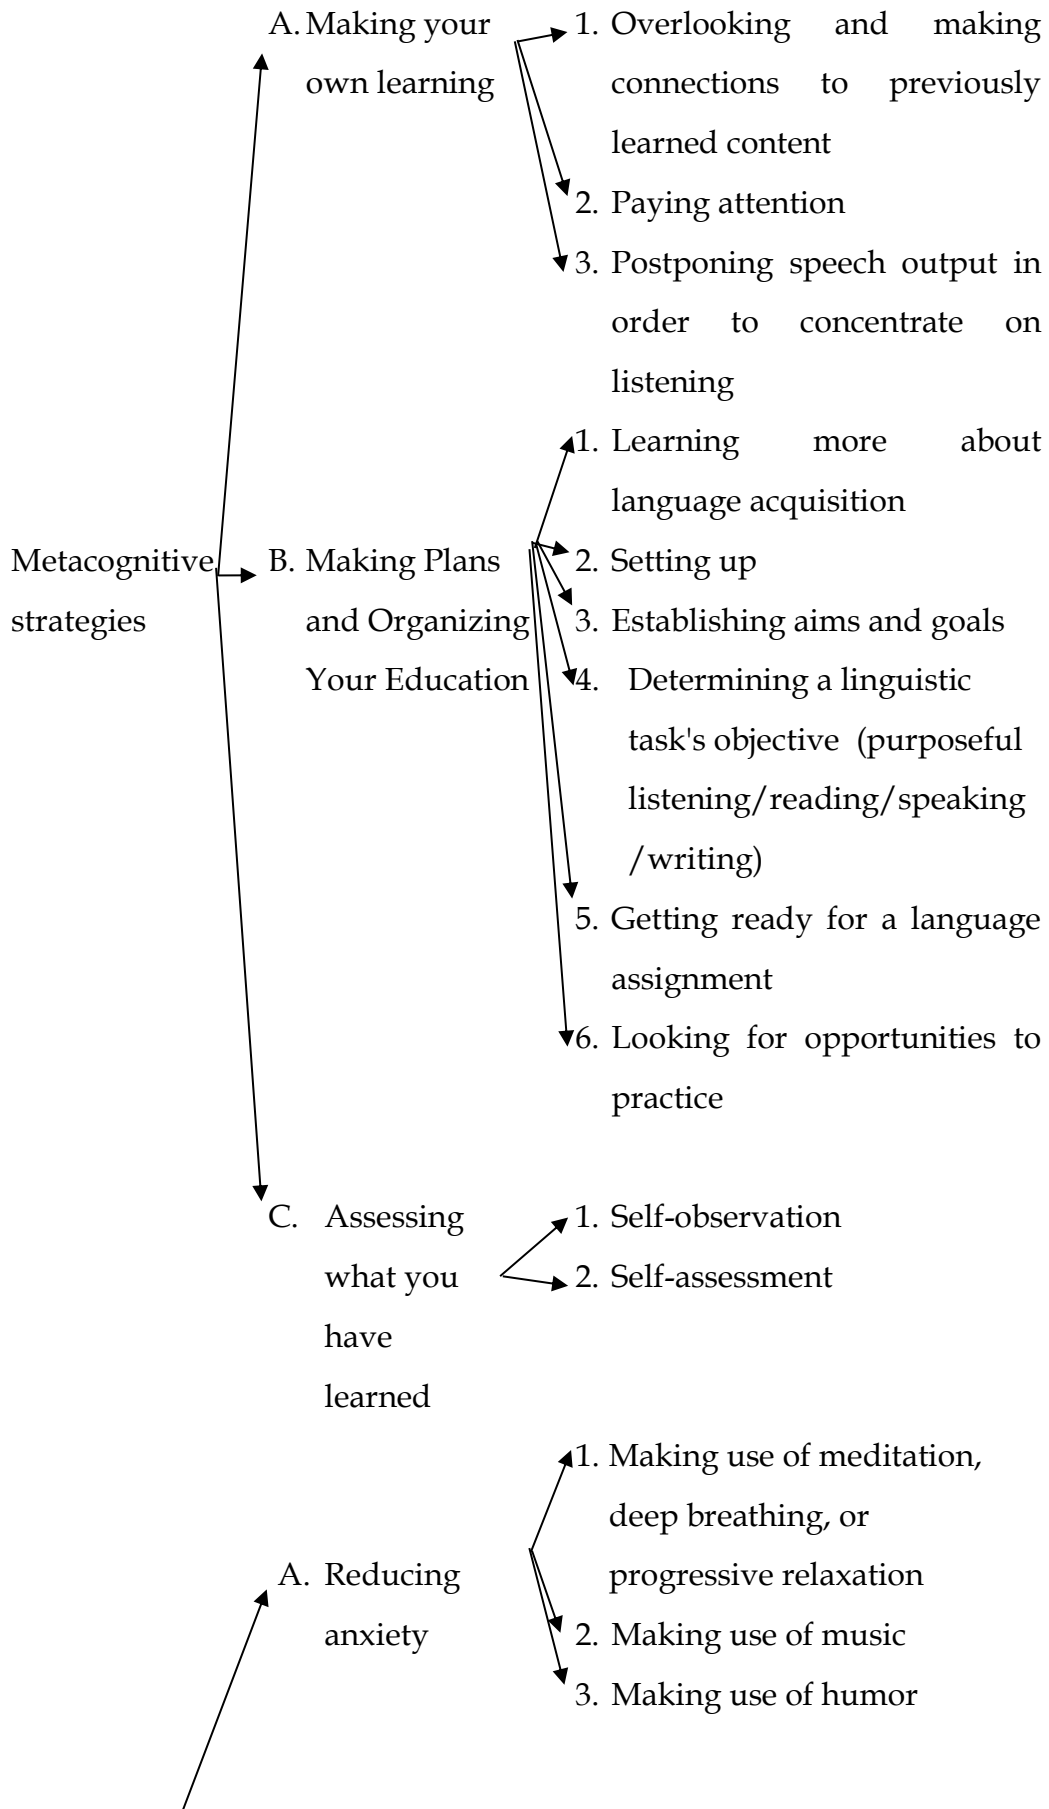 A. Making your
own learning
1. Overlooking and making
connections to previously
learned content
2. Paying attention
3. Postponing speech output in
order to concentrate on
listening
Metacognitive
strategies
B. Making Plans
and Organizing
Your Education
1. Learning more about
language acquisition
2. Setting up
3. Establishing aims and goals
4. Determining a linguistic
task's objective (purposeful
listening/reading/speaking
/writing)
5. Getting ready for a language
assignment
6. Looking for opportunities to
practice
C. Assessing
what you
have
learned
1. Self-observation
2. Self-assessment
A. Reducing
anxiety
1. Making use of meditation,
deep breathing, or
progressive relaxation
2. Making use of music
3. Making use of humor